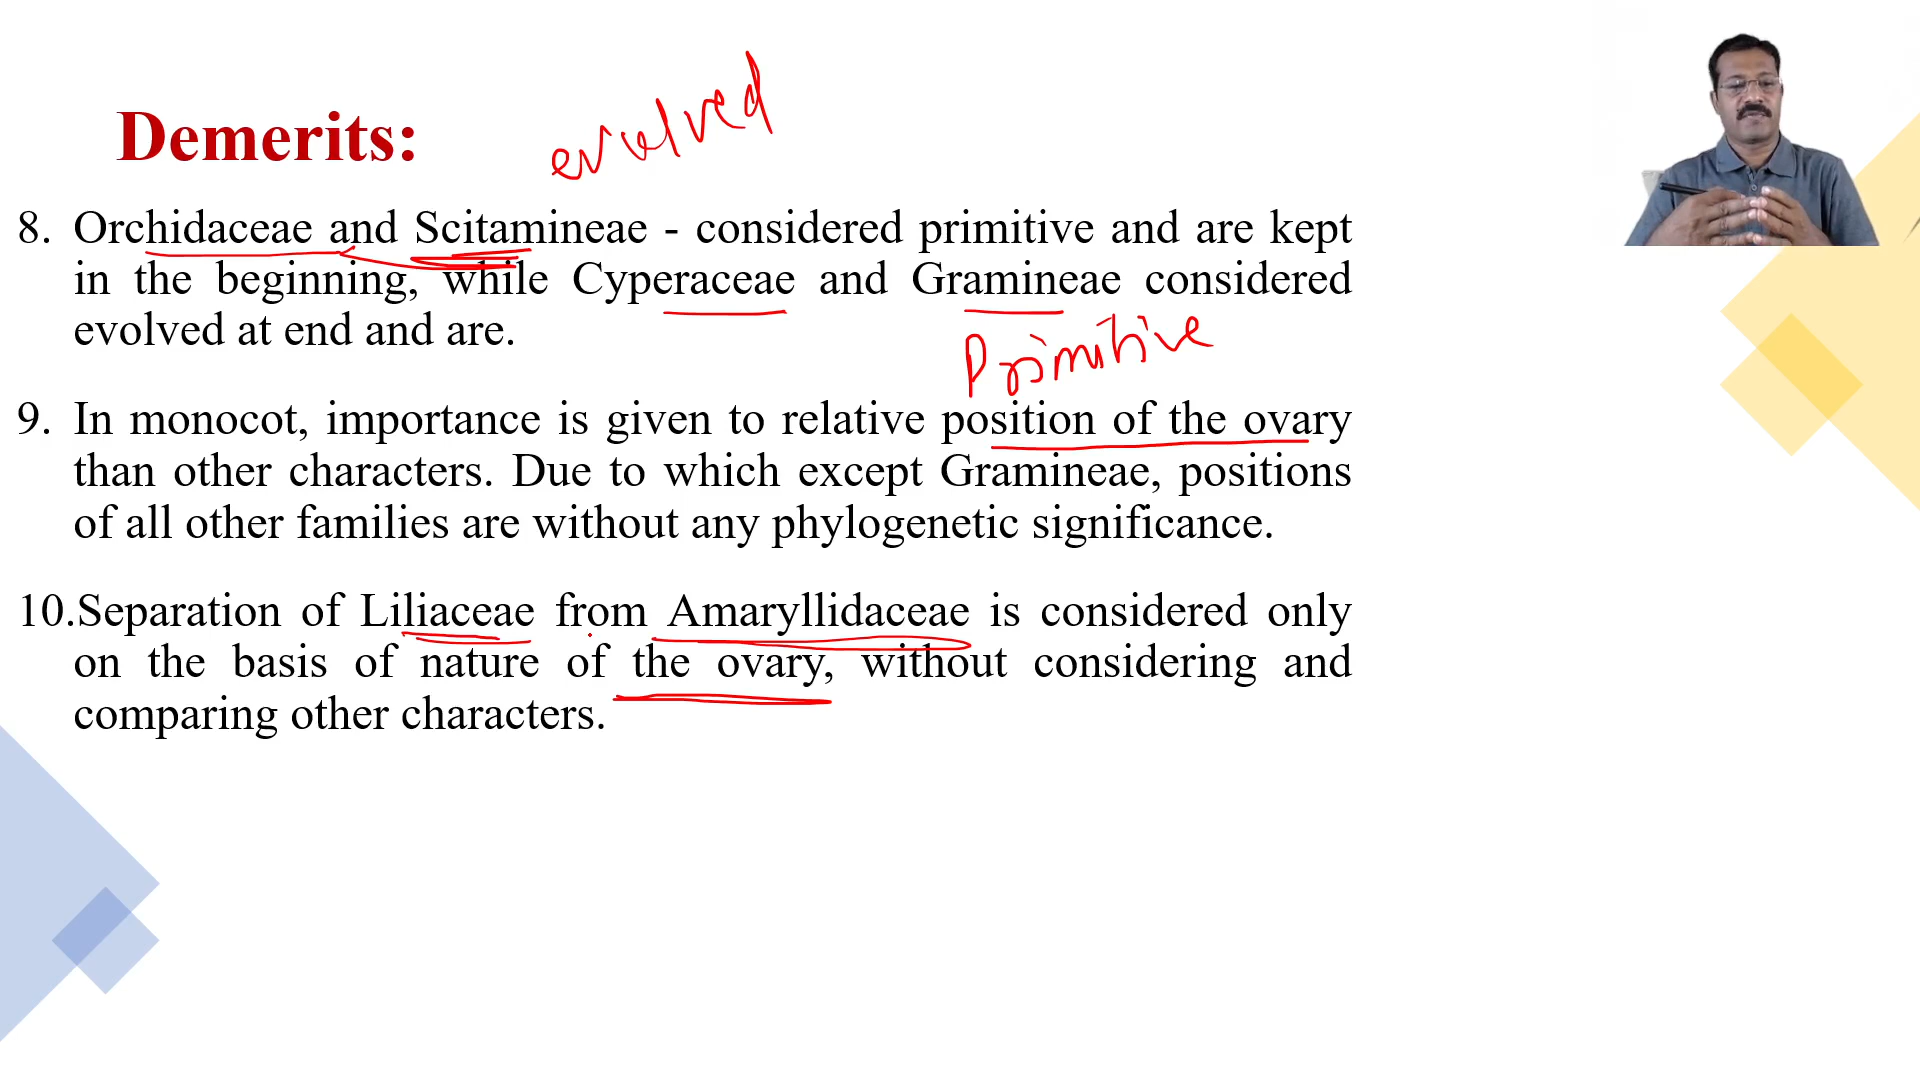 Demerits:
evolved
8. Orchidaceae and Scitamineae - considered primitive and are kept
in the beginning, while Cyperaceae and Gramineae considered
evolved at end and are.
Primitive
9. In monocot, importance is given to relative position of the ovary
than other characters. Due to which except Gramineae, positions
of all other families are without any phylogenetic significance.
10.Separation of Liliaceae from Amaryllidaceae is considered only
on the basis of nature of the ovary, without considering and
comparing other characters.